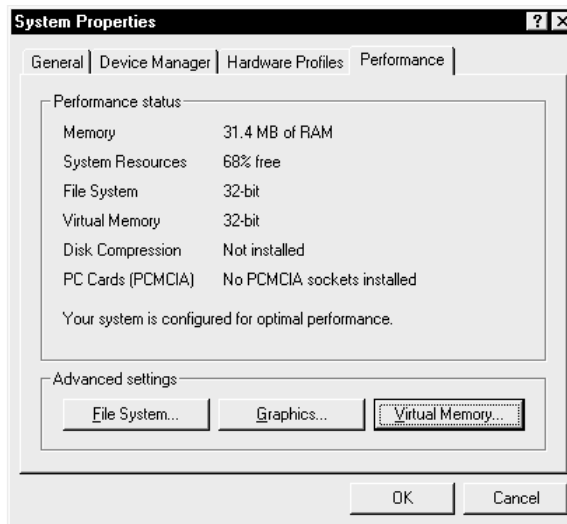 System Properties
General
Device Manager
Hardware Profiles
Performance
Performance status
Memory 31.4 MB of RAM
System Resources 68% free
File System 32-bit
Virtual Memory 32-bit
Disk Compression Not installed
PC Cards (PCMCIA) No PCMCIA sockets installed
Your system is configured for optimal performance.
Advanced settings
File System...
Graphics...
Virtual Memory...
OK
Cancel